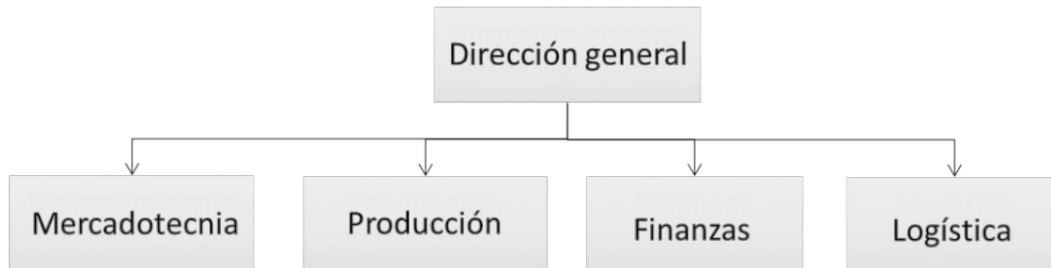 Dirección general
Mercadotecnia
Producción
Finanzas
Logística